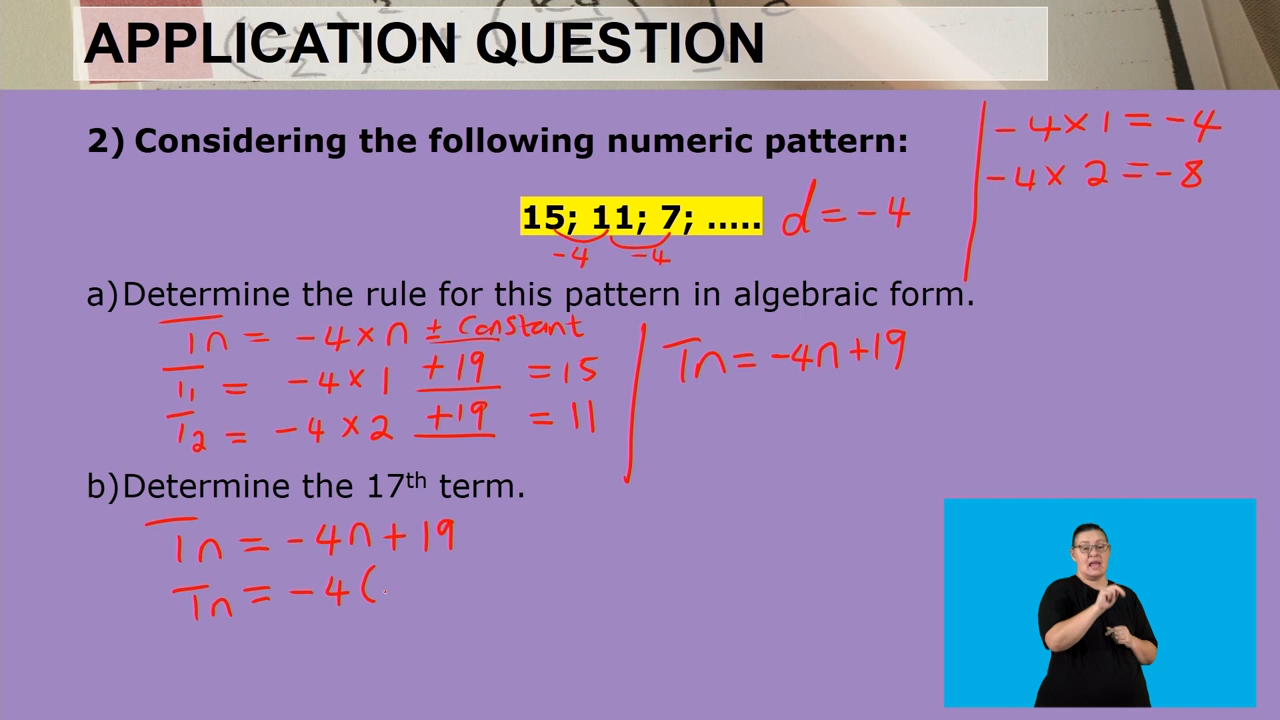 APPLICATION QUESTION
2) Considering the following numeric pattern:
-4×1=-4
-4×2=-8
15; 11; 7; ..... d=-4
-4 -4
a) Determine the rule for this pattern in algebraic form.
Tn = -4×n ± constant
T1 = -4×1 +19 =15
T2 = -4×2 +19 =11
Tn=-4n+19
b) Determine the 17th term.
Tn=-4n+19
Tn=-4(